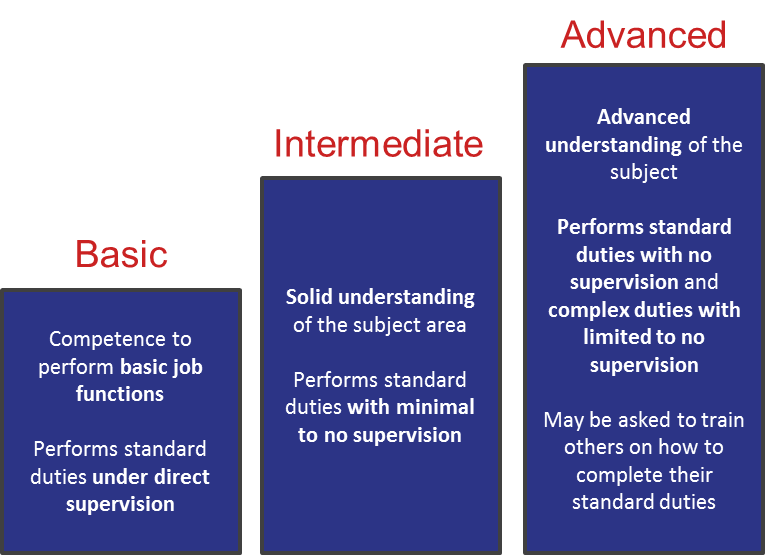 Basic
Competence to
perform basic job
functions
Performs standard
duties under direct
supervision
Intermediate
Solid understanding
of the subject area
Performs standard
duties with minimal
to no supervision
Advanced
Advanced
understanding of the
subject
Performs standard
duties with no
supervision and
complex duties with
limited to no
supervision
May be asked to train
others on how to
complete their
standard duties